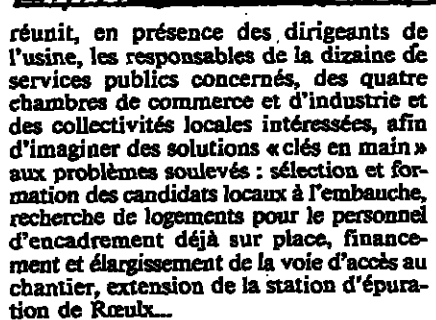 réunit, en présence des dirigeants de
l'usine, les responsables de la dizaine de
services publics concernés, des quatre
chambres de commerce et d'industrie et
des collectivités locales intéressées, afin
d'imaginer des solutions «clés en main»
aux problèmes soulevés : sélection et for-
mation des candidats locaux à l'embauche,
recherche de logements pour le personnel
d'encadrement déjà sur place, finance-
ment et élargissement de la voie d'accès au
chantier, extension de la station d'épura-
tion de Rœulx...